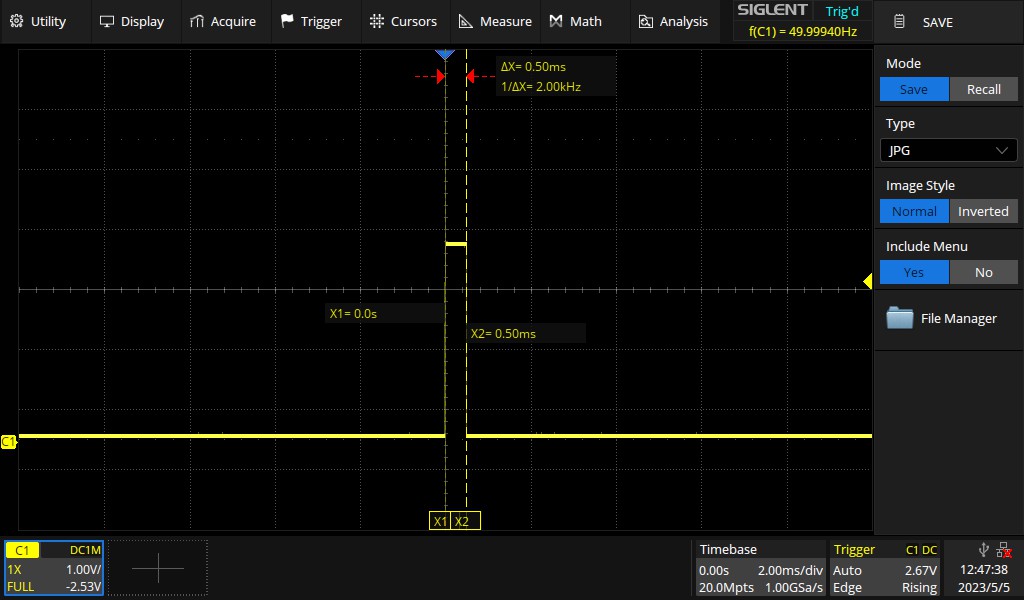 Utility Display Acquire Trigger Cursors Measure Math Analysis
SIGLENT Trig'd
f(C1) = 49.99940Hz
SAVE
Mode
Save Recall
Type
JPG
Image Style
Normal Inverted
Include Menu
Yes No
File Manager
ΔX= 0.50ms
1/ΔX= 2.00kHz
X1= 0.0s
X2= 0.50ms
C1
X1 X2
C1 DC1M
1X 1.00V/
FULL -2.53V
Timebase
0.00s 2.00ms/div
20.0Mpts 1.00GSa/s
Trigger C1 DC
Auto 2.67V
Edge Rising
12:47:38
2023/5/5